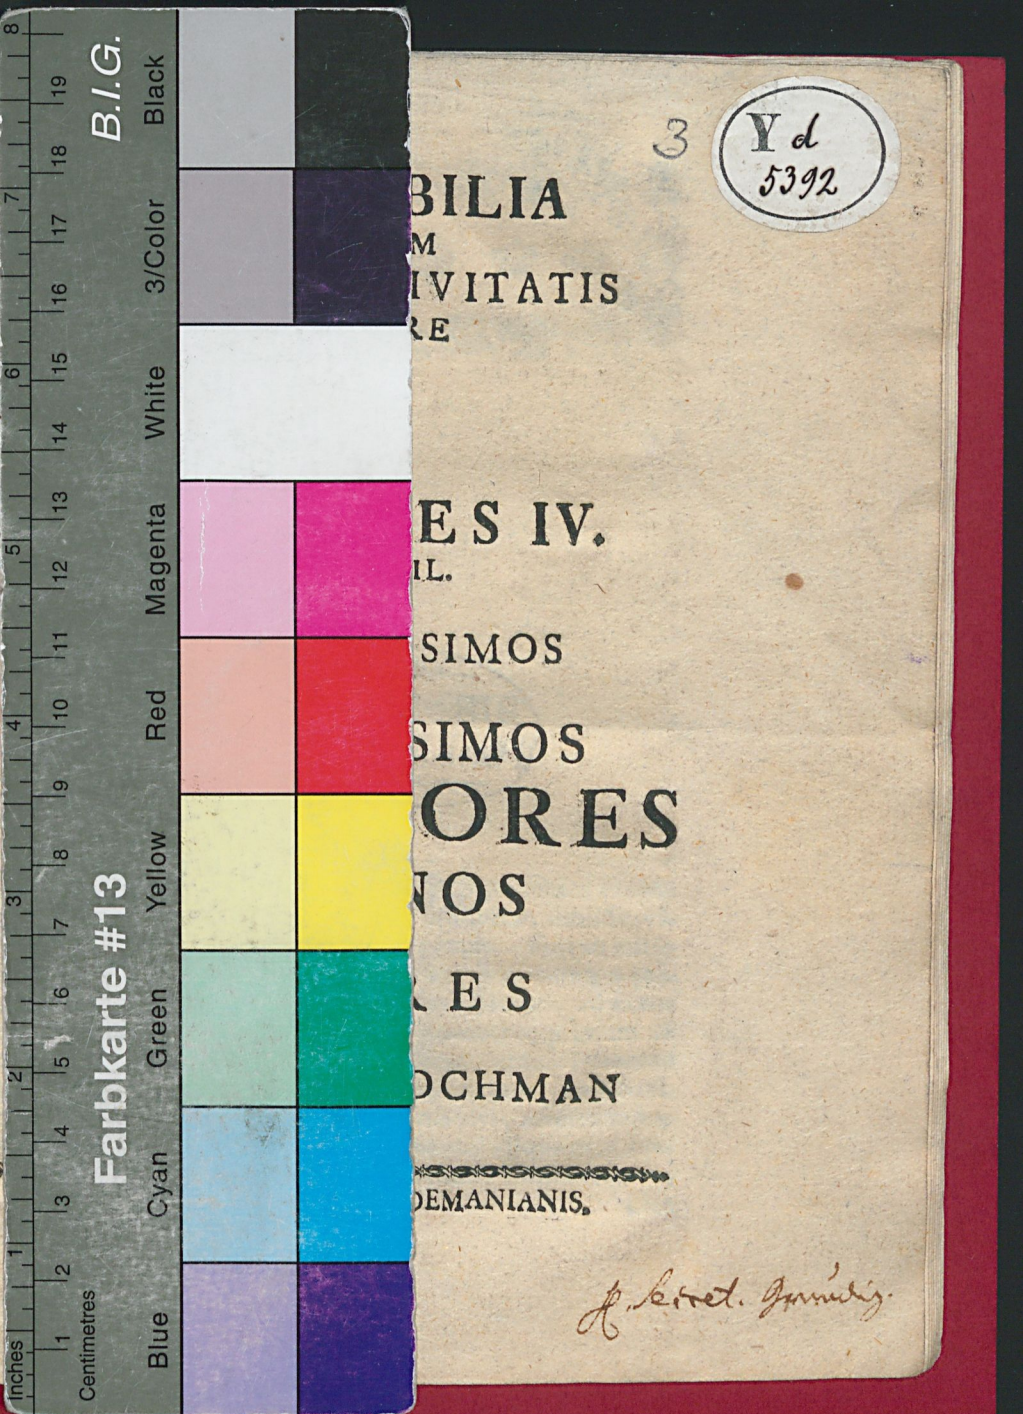 8
7
6
5
4
3
2
1
Inches
19
18
17
16
15
14
13
12
11
10
9
8
7
6
5
4
3
2
1
Centimetres
B.I.G.
Farbkarte #13
Black
3/Color
White
Magenta
Red
Yellow
Green
Cyan
Blue
3
Y d
5392
BILIA
M
IVITATIS
RE
ES IV.
IL.
SIMOS
SIMOS
ORES
NOS
RES
OCHMAN
DEMANIANIS.
Secret.